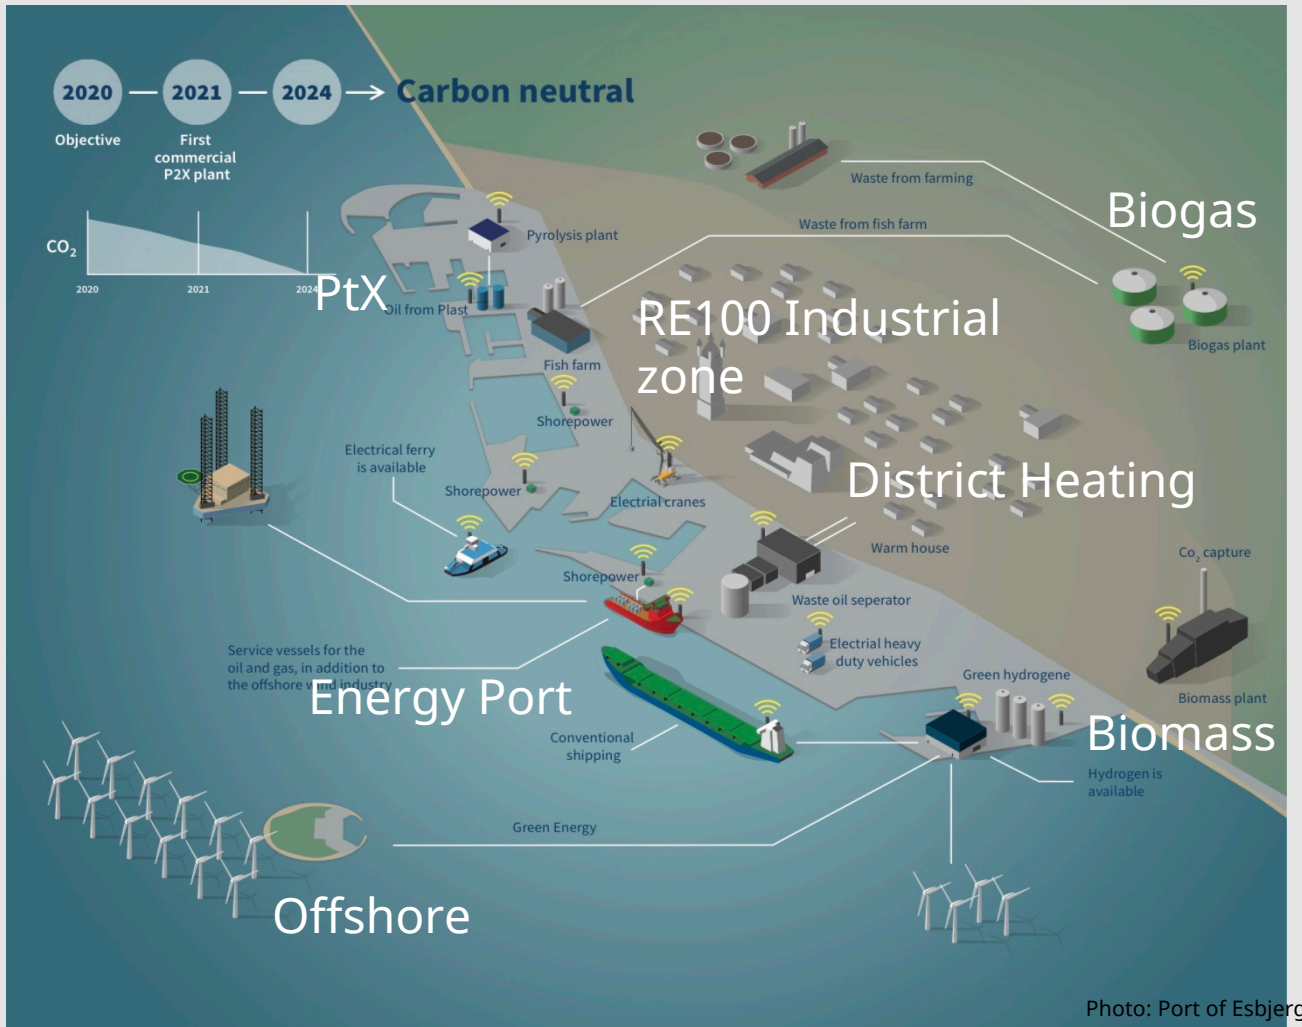 2020
2021
2024
Carbon neutral
Objective
First
commercial
P2X plant
CO2
2020
2021
2024
Waste from farming
Biogas
Waste from fish farm
Pyrolysis plant
PtX
Oil from Plast
RE100 Industrial
zone
Biogas plant
Fish farm
Shorepower
Electrical ferry
is available
Shorepower
Electrial cranes
District Heating
Warm house
Co2 capture
Shorepower
Waste oil seperator
Electrial heavy
duty vehicles
Service vessels for the
oil and gas, in addition to
the offshore wind industry
Energy Port
Green hydrogene
Biomass plant
Biomass
Conventional
shipping
Hydrogen is
available
Green Energy
Offshore
Photo: Port of Esbjerg